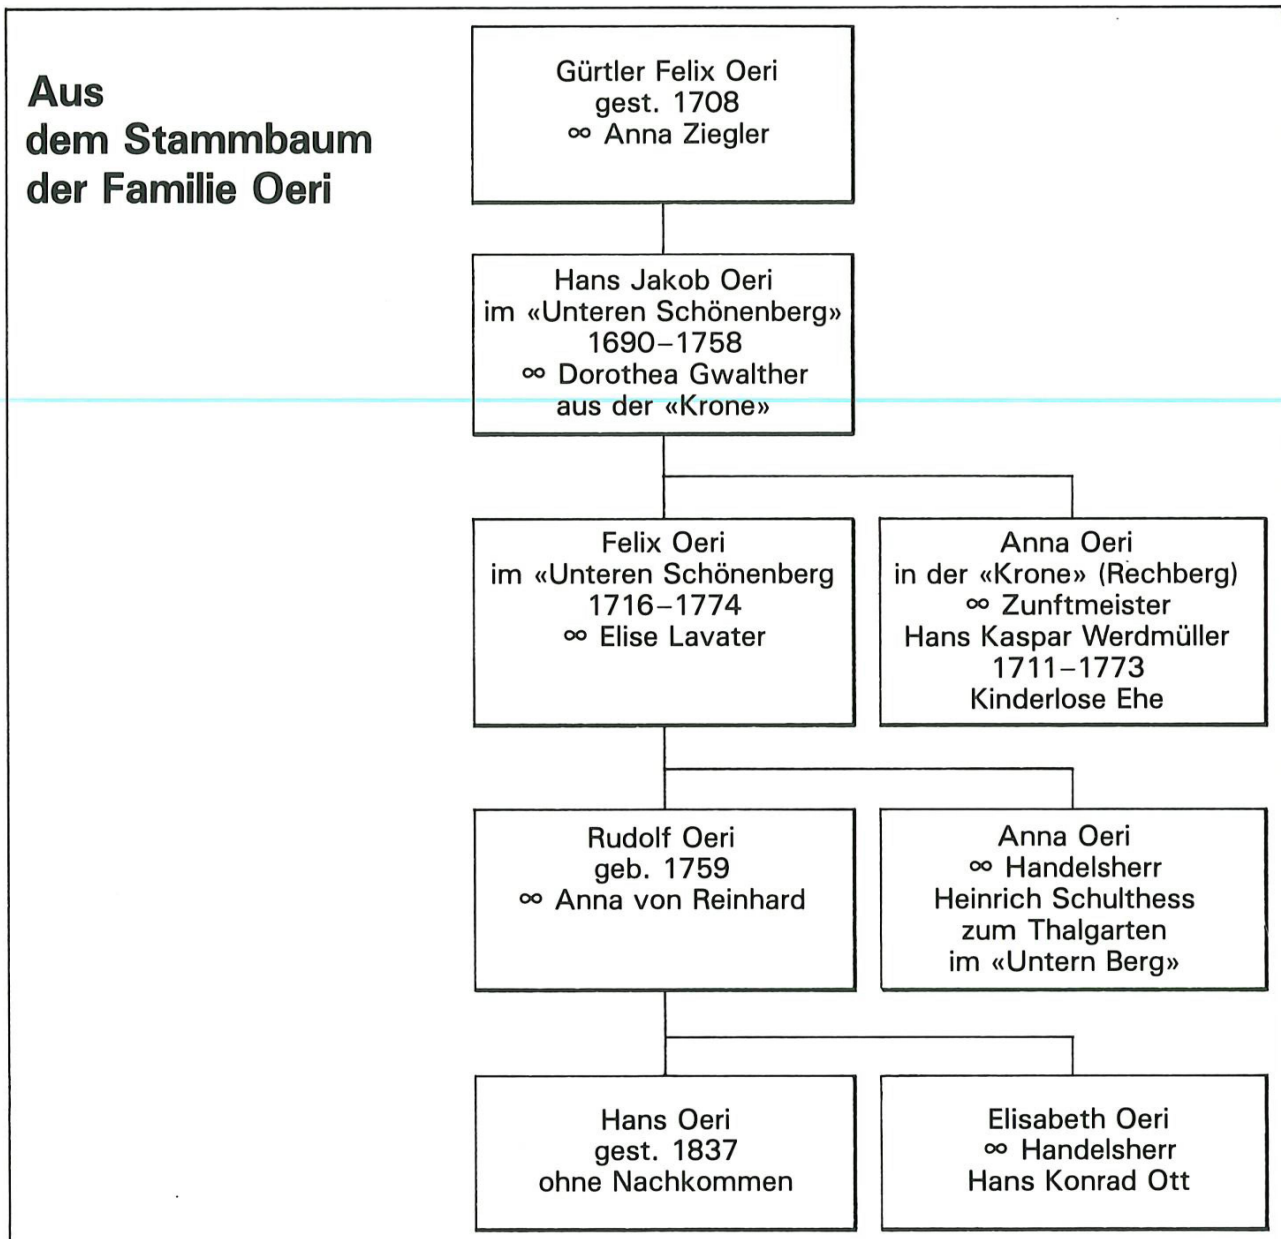 Aus
dem Stammbaum
der Familie Oeri
Gürtler Felix Oeri
gest. 1708
∞ Anna Ziegler
Hans Jakob Oeri
im «Unteren Schönenberg»
1690–1758
∞ Dorothea Gwalther
aus der «Krone»
Felix Oeri
im «Unteren Schönenberg
1716–1774
∞ Elise Lavater
Anna Oeri
in der «Krone» (Rechberg)
∞ Zunftmeister
Hans Kaspar Werdmüller
1711–1773
Kinderlose Ehe
Rudolf Oeri
geb. 1759
∞ Anna von Reinhard
Anna Oeri
∞ Handelsherr
Heinrich Schulthess
zum Thalgarten
im «Untern Berg»
Hans Oeri
gest. 1837
ohne Nachkommen
Elisabeth Oeri
∞ Handelsherr
Hans Konrad Ott